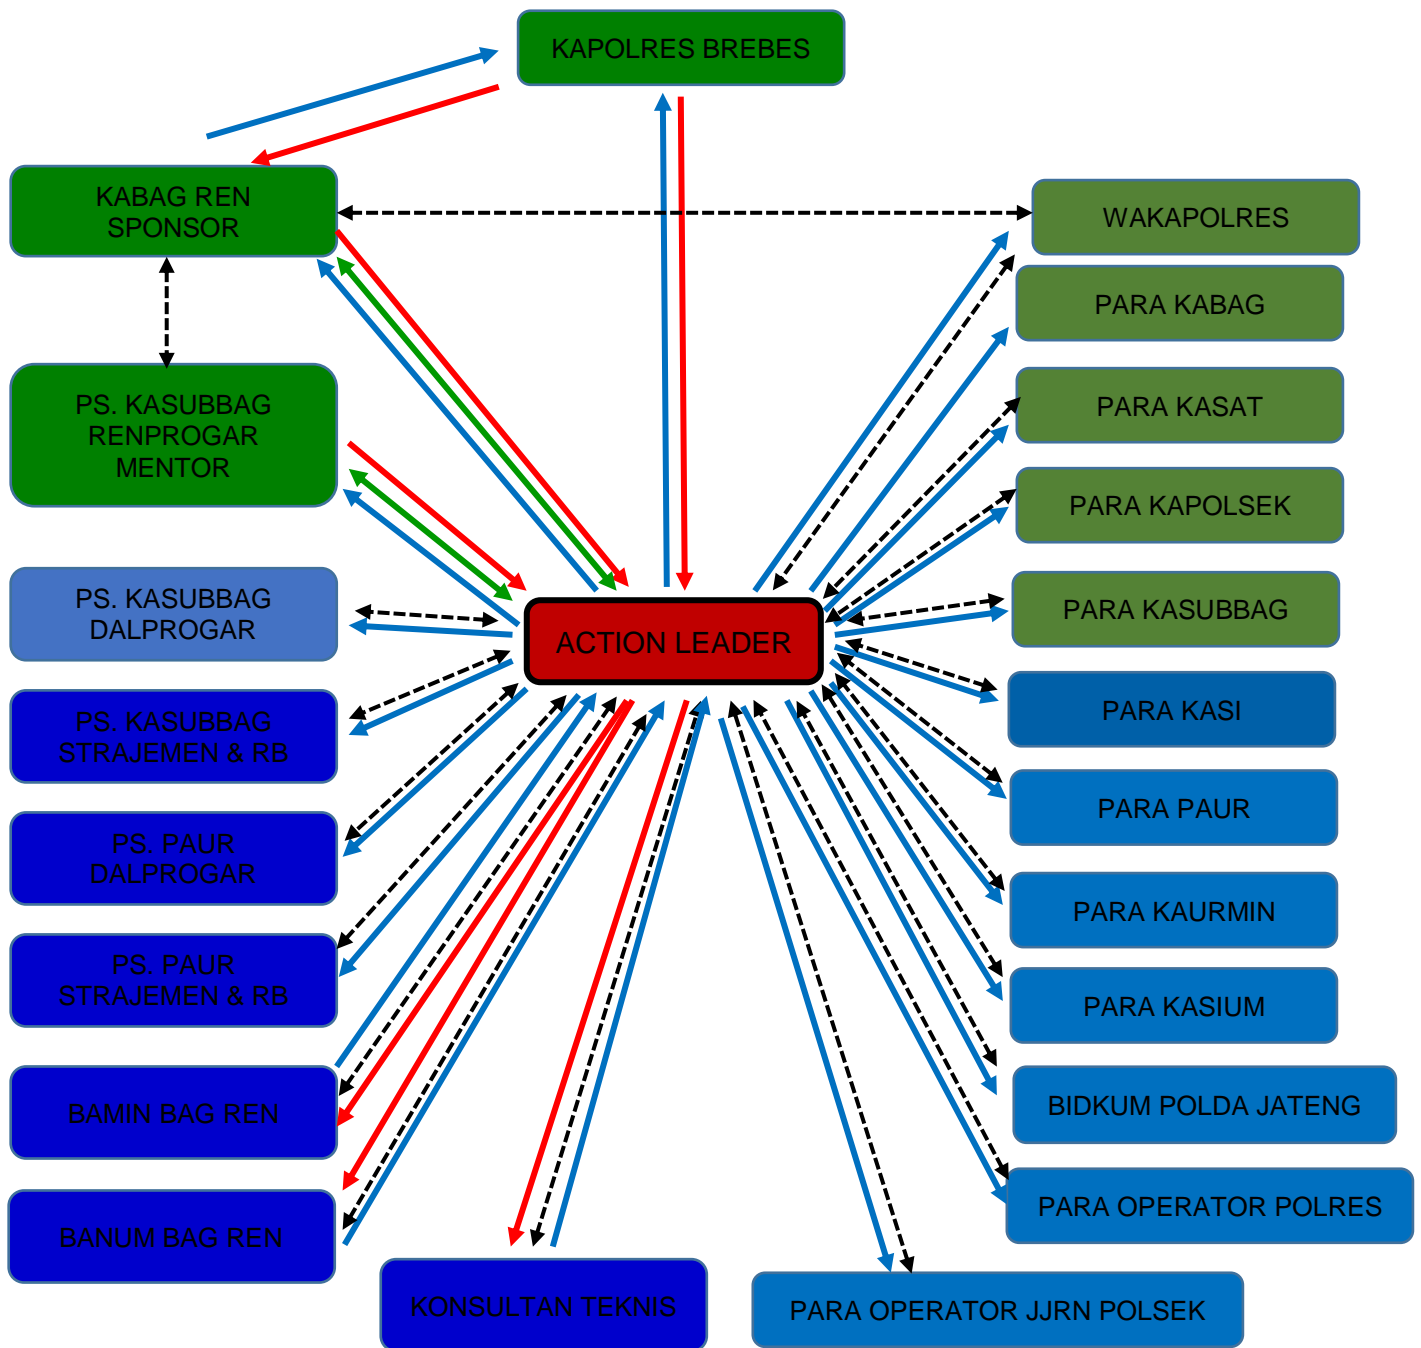 KAPOLRES BREBES
KABAG REN
SPONSOR
WAKAPOLRES
PARA KABAG
PS. KASUBBAG
RENPROGAR
MENTOR
PARA KASAT
PARA KAPOLSEK
PS. KASUBBAG
DALPROGAR
PARA KASUBBAG
ACTION LEADER
PS. KASUBBAG
STRAJEMEN & RB
PARA KASI
PARA PAUR
PS. PAUR
DALPROGAR
PARA KAURMIN
PS. PAUR
STRAJEMEN & RB
PARA KASIUM
BAMIN BAG REN
BIDKUM POLDA JATENG
PARA OPERATOR POLRES
BANUM BAG REN
KONSULTAN TEKNIS
PARA OPERATOR JJRN POLSEK